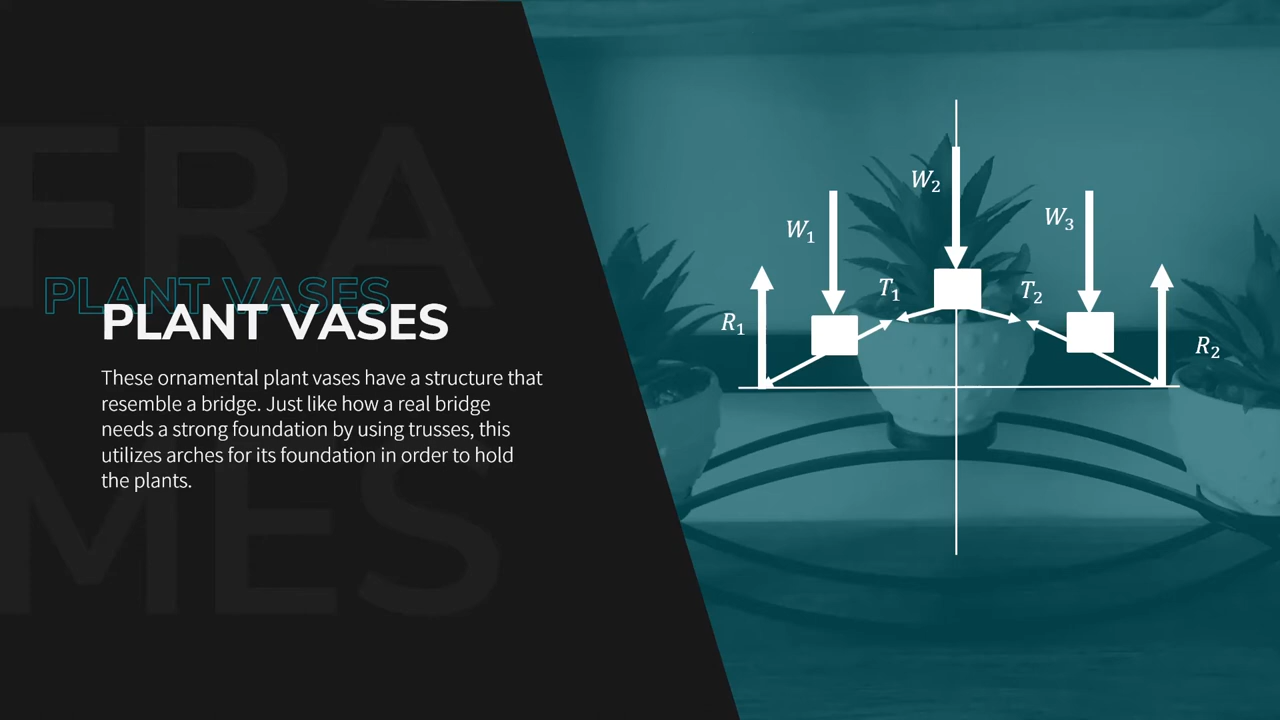 FRA
MES
PLANT VASES
PLANT VASES
These ornamental plant vases have a structure that
resemble a bridge. Just like how a real bridge
needs a strong foundation by using trusses, this
utilizes arches for its foundation in order to hold
the plants.
W₂
W₁
W₃
T₁
T₂
R₁
R₂